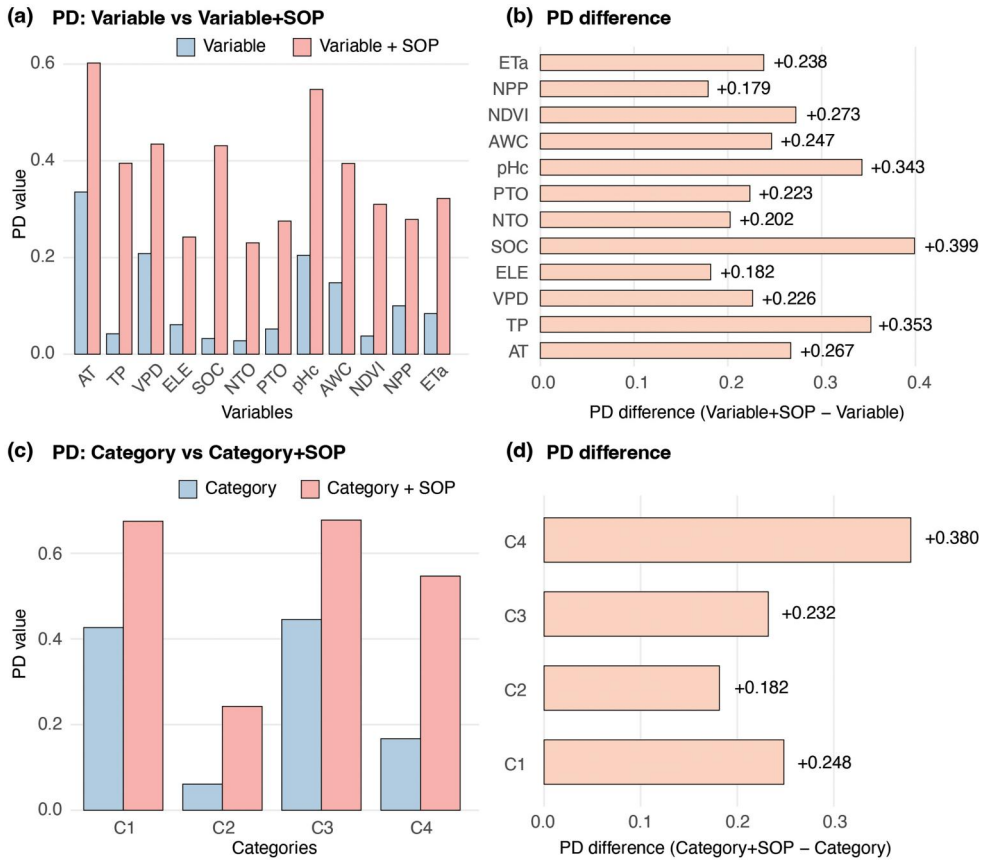 (a) PD: Variable vs Variable+SOP
Variable Variable + SOP
0.6
0.4
0.2
0.0
PD value
AT TP VPD ELE SOC NTO PTO pHc AWC NDVI NPP ETa
Variables
(b) PD difference
ETa +0.238
NPP +0.179
NDVI +0.273
AWC +0.247
pHc +0.343
PTO +0.223
NTO +0.202
SOC +0.399
ELE +0.182
VPD +0.226
TP +0.353
AT +0.267
0.0 0.1 0.2 0.3 0.4
PD difference (Variable+SOP − Variable)
(c) PD: Category vs Category+SOP
Category Category + SOP
0.6
0.4
0.2
0.0
PD value
C1 C2 C3 C4
Categories
(d) PD difference
C4 +0.380
C3 +0.232
C2 +0.182
C1 +0.248
0.0 0.1 0.2 0.3
PD difference (Category+SOP − Category)